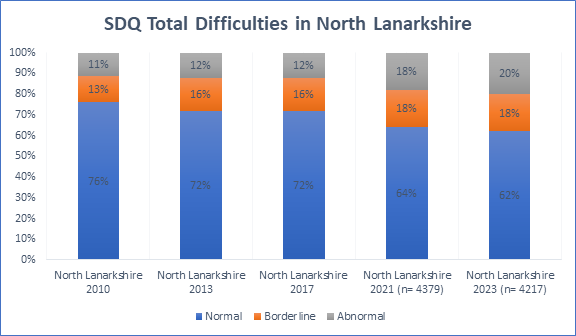 SDQ Total Difficulties in North Lanarkshire
100%
90%
80%
70%
60%
50%
40%
30%
20%
10%
0%
11% 12% 12% 18% 20%
13% 16% 16% 18% 18%
76% 72% 72% 64% 62%
North Lanarkshire North Lanarkshire North Lanarkshire North Lanarkshire North Lanarkshire
2010 2013 2017 2021 (n= 4379) 2023 (n= 4217)
Normal Borderline Abnormal